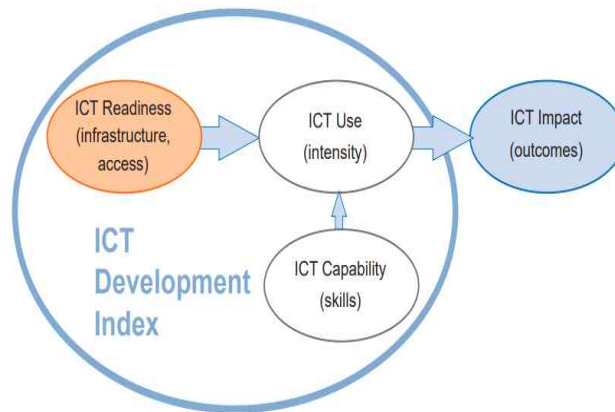 ICT Readiness
(infrastructure,
access)
ICT Use
(intensity)
ICT Impact
(outcomes)
ICT
Development
Index
ICT Capability
(skills)